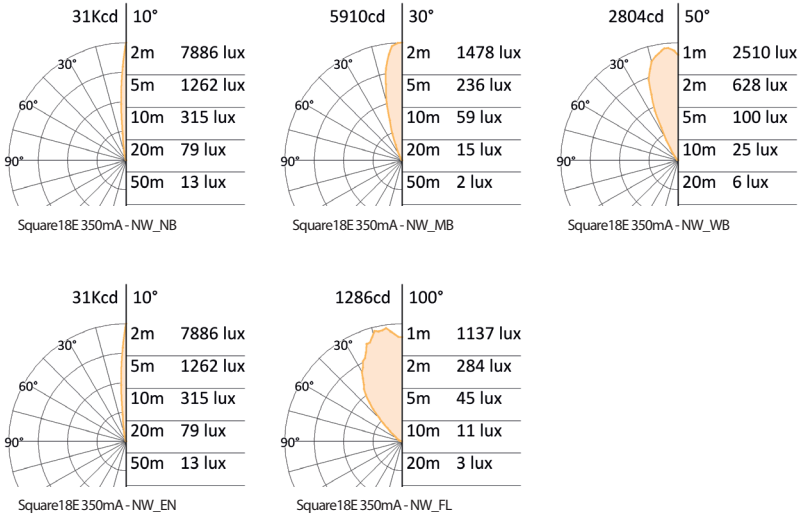 31Kcd 10°
2m 7886 lux
30°
5m 1262 lux
60°
10m 315 lux
20m 79 lux
90°
50m 13 lux
Square18E 350mA - NW_NB
5910cd 30°
2m 1478 lux
30°
5m 236 lux
60°
10m 59 lux
20m 15 lux
90°
50m 2 lux
Square18E 350mA - NW_MB
2804cd 50°
1m 2510 lux
30°
2m 628 lux
60°
5m 100 lux
10m 25 lux
90°
20m 6 lux
Square18E 350mA - NW_WB
31Kcd 10°
2m 7886 lux
30°
5m 1262 lux
60°
10m 315 lux
20m 79 lux
90°
50m 13 lux
Square18E 350mA - NW_EN
1286cd 100°
1m 1137 lux
30°
2m 284 lux
60°
5m 45 lux
10m 11 lux
90°
20m 3 lux
Square18E 350mA - NW_FL